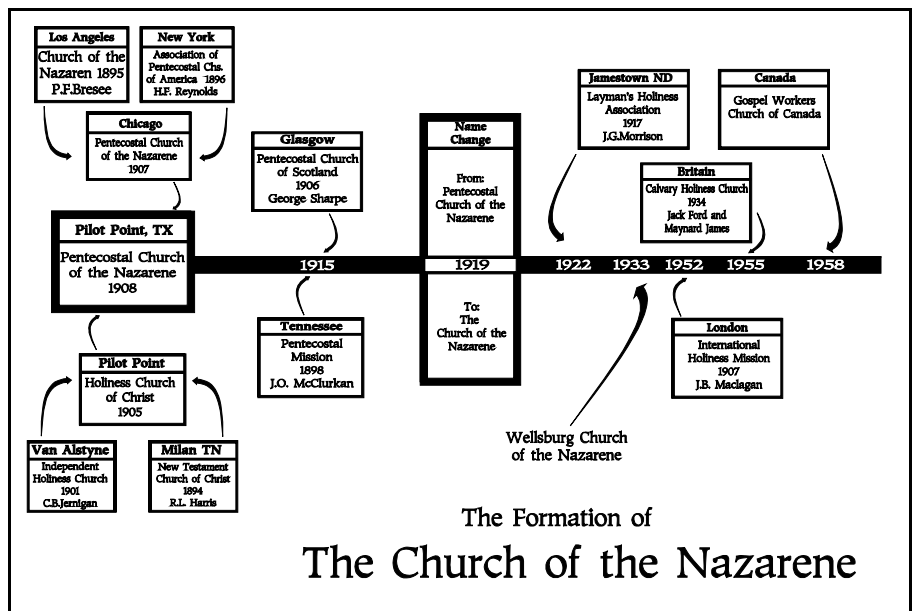 Los Angeles
Church of the
Nazaren 1895
P.F.Bresee
New York
Association of
Pentecostal Chs.
of America 1896
H.F. Reynolds
Chicago
Pentecostal Church
of the Nazarene
1907
Pilot Point, TX
Pentecostal Church
of the Nazarene
1908
Pilot Point
Holiness Church
of Christ
1905
Van Alstyne
Independent
Holiness Church
1901
C.B.Jernigan
Milan TN
New Testament
Church of Christ
1894
R.L. Harris
Glasgow
Pentecostal Church
of Scotland
1906
George Sharpe
1915
Tennessee
Pentecostal
Mission
1898
J.O. McClurkan
Name
Change
From:
Pentecostal
Church of the
Nazarene
1919
To:
The
Church of the
Nazarene
Jamestown ND
Layman's Holiness
Association
1917
J.G.Morrison
Canada
Gospel Workers
Church of Canada
Britain
Calvary Holiness Church
1934
Jack Ford and
Maynard James
1922 1933 1952 1955 1958
London
International
Holiness Mission
1907
J.B. Maclagan
Wellsburg Church
of the Nazarene
The Formation of
The Church of the Nazarene